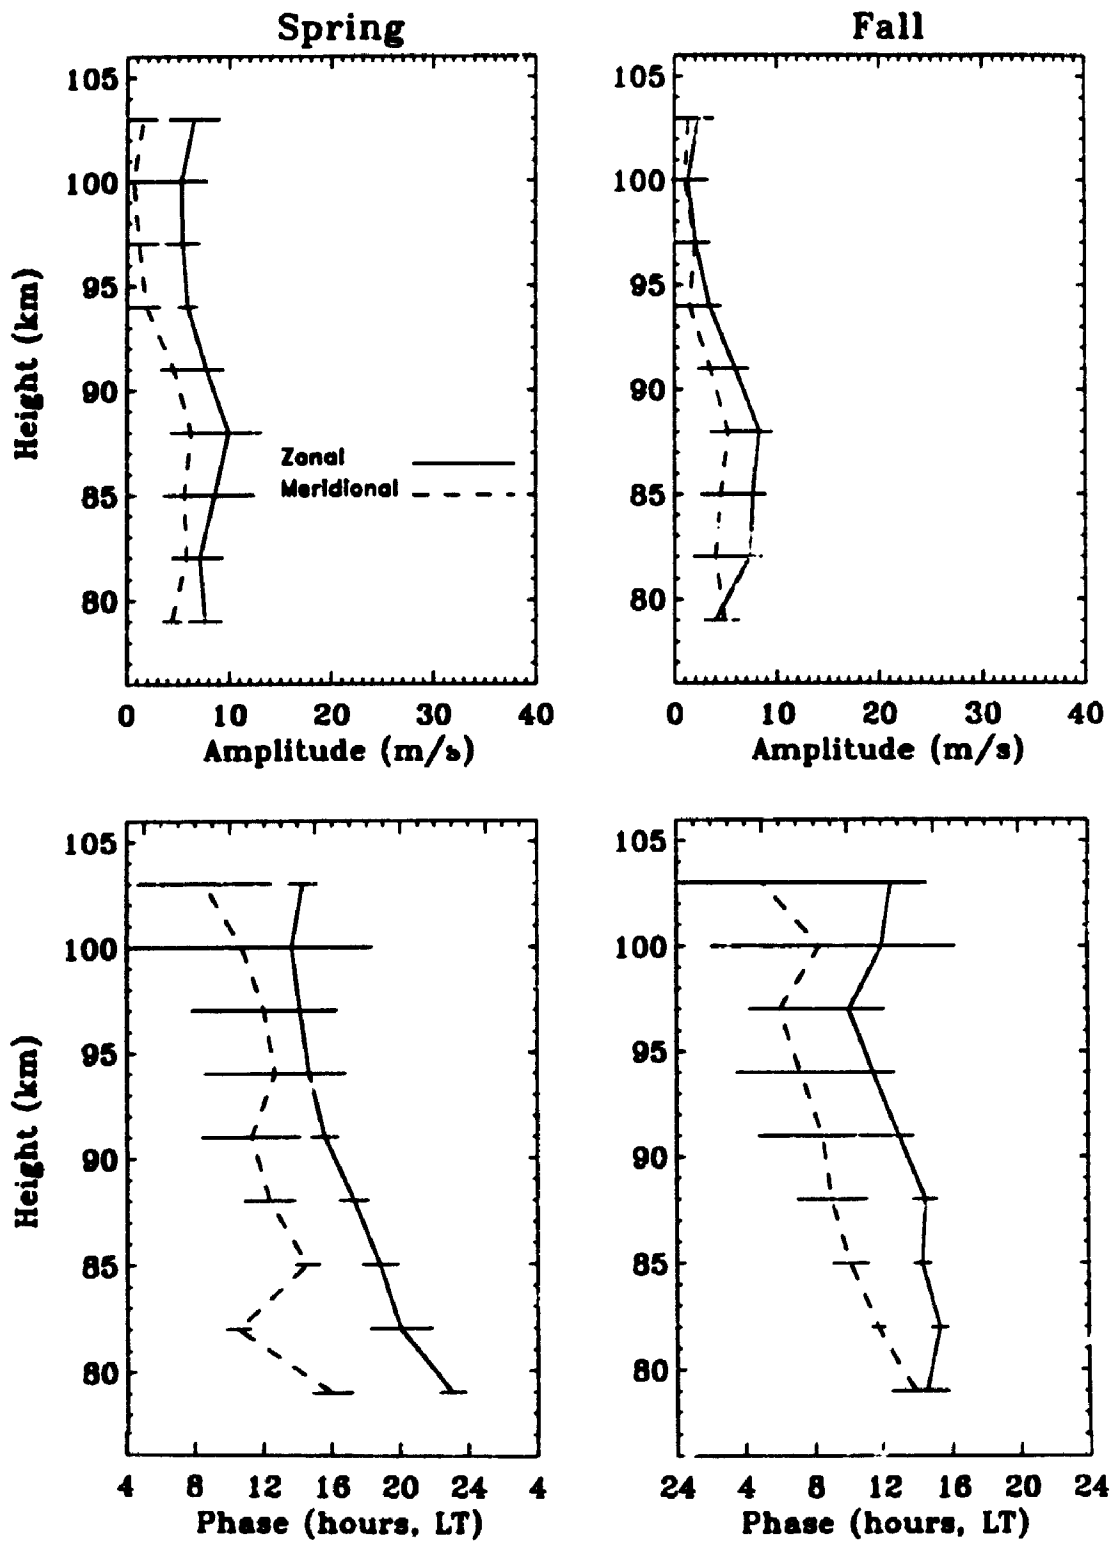 Spring
Fall
105
100
95
90
85
80
Height (km)
Zonal
Meridional
0 10 20 30 40
Amplitude (m/s)
105
100
95
90
85
80
0 10 20 30 40
Amplitude (m/s)
105
100
95
90
85
80
Height (km)
4 8 12 16 20 24 4
Phase (hours, LT)
105
100
95
90
85
80
24 4 8 12 16 20 24
Phase (hours, LT)